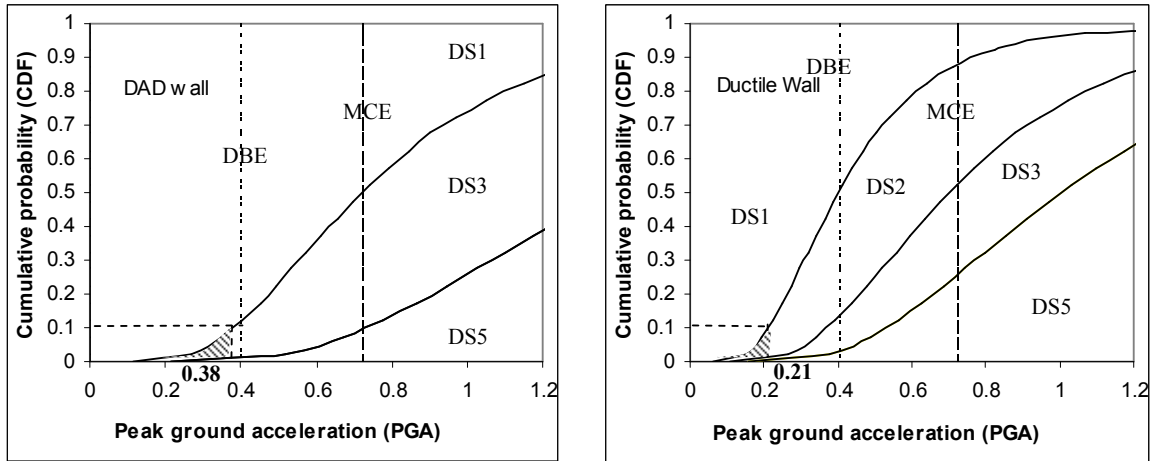 Cumulative probability (CDF)
1
0.9
0.8
0.7
0.6
0.5
0.4
0.3
0.2
0.1
0
DAD wall
DBE
MCE
DS1
DS3
DS5
0.38
0 0.2 0.4 0.6 0.8 1 1.2
Peak ground acceleration (PGA)
Cumulative probability (CDF)
1
0.9
0.8
0.7
0.6
0.5
0.4
0.3
0.2
0.1
0
DBE
Ductile Wall
MCE
DS1
DS2
DS3
DS5
0.21
0 0.2 0.4 0.6 0.8 1 1.2
Peak ground acceleration (PGA)